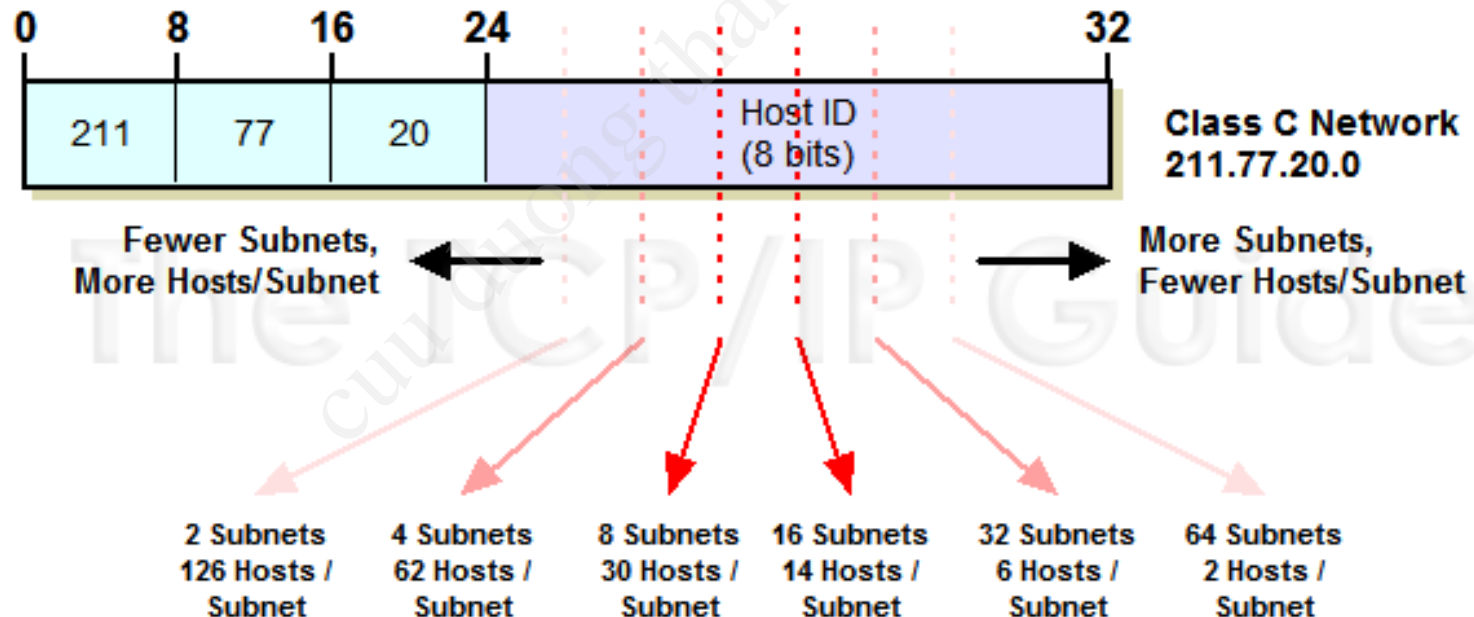 0 8 16 24 32
211 77 20 Host ID
(8 bits)
Class C Network
211.77.20.0
Fewer Subnets,
More Hosts/Subnet
More Subnets,
Fewer Hosts/Subnet
The TCP/IP Guide
cuu duong than
2 Subnets
126 Hosts /
Subnet
4 Subnets
62 Hosts /
Subnet
8 Subnets
30 Hosts /
Subnet
16 Subnets
14 Hosts /
Subnet
32 Subnets
6 Hosts /
Subnet
64 Subnets
2 Hosts /
Subnet